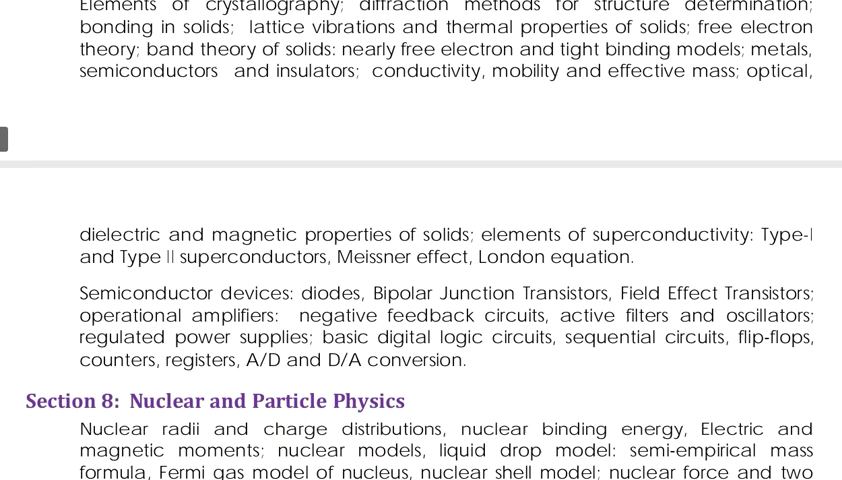 Elements of crystallography; diffraction methods for structure determination;
bonding in solids; lattice vibrations and thermal properties of solids; free electron
theory; band theory of solids: nearly free electron and tight binding models; metals,
semiconductors and insulators; conductivity, mobility and effective mass; optical,
dielectric and magnetic properties of solids; elements of superconductivity: Type-I
and Type II superconductors, Meissner effect, London equation.
Semiconductor devices: diodes, Bipolar Junction Transistors, Field Effect Transistors;
operational amplifiers: negative feedback circuits, active filters and oscillators;
regulated power supplies; basic digital logic circuits, sequential circuits, flip-flops,
counters, registers, A/D and D/A conversion.
Section 8: Nuclear and Particle Physics
Nuclear radii and charge distributions, nuclear binding energy, Electric and
magnetic moments; nuclear models, liquid drop model: semi-empirical mass
formula, Fermi gas model of nucleus, nuclear shell model; nuclear force and two